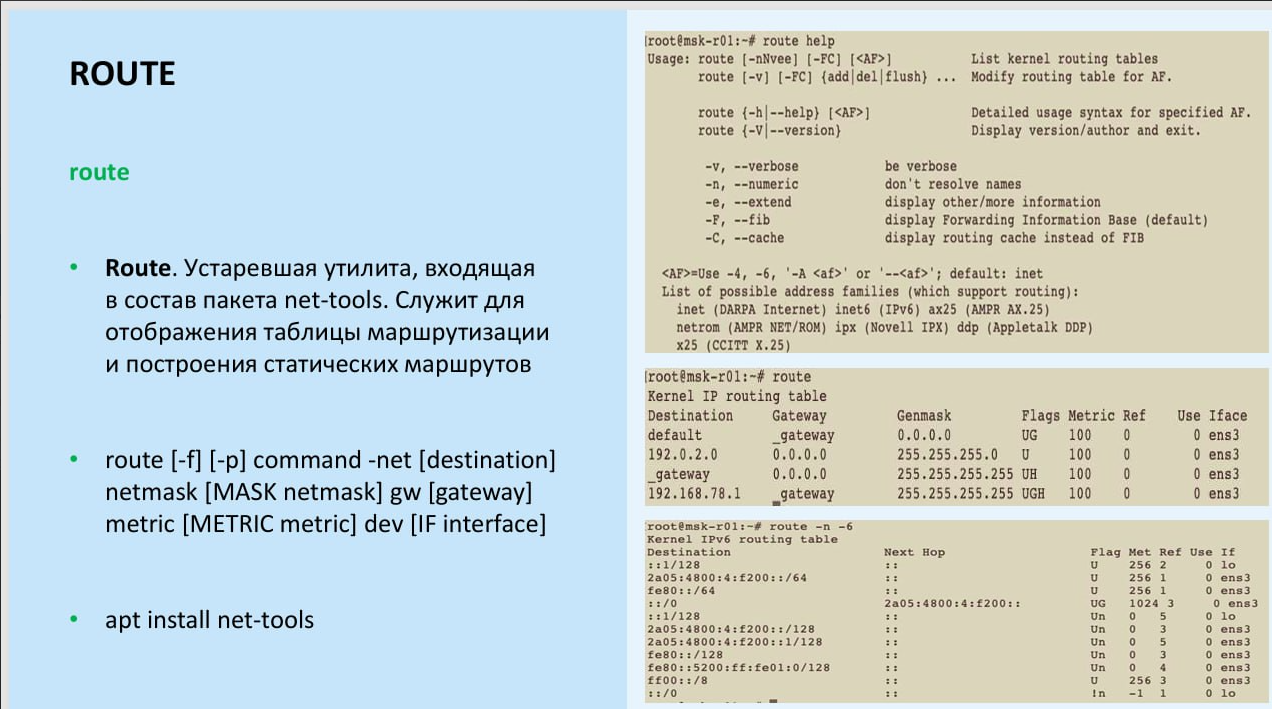 ROUTE
route
• Route. Устаревшая утилита, входящая
в состав пакета net-tools. Служит для
отображения таблицы маршрутизации
и построения статических маршрутов
• route [-f] [-p] command -net [destination]
netmask [MASK netmask] gw [gateway]
metric [METRIC metric] dev [IF interface]
• apt install net-tools
root@msk-r01:~# route help
Usage: route [-nNvee] [-FC] [<AF>]           List kernel routing tables
       route [-v] [-FC] {add|del|flush} ...  Modify routing table for AF.
       route {-h|--help} [<AF>]              Detailed usage syntax for specified AF.
       route {-V|--version}                  Display version/author and exit.
        -v, --verbose            be verbose
        -n, --numeric            don't resolve names
        -e, --extend             display other/more information
        -F, --fib                display Forwarding Information Base (default)
        -C, --cache              display routing cache instead of FIB
  <AF>=Use -4, -6, '-A <af>' or '--<af>'; default: inet
  List of possible address families (which support routing):
    inet (DARPA Internet) inet6 (IPv6) ax25 (AMPR AX.25)
    netrom (AMPR NET/ROM) ipx (Novell IPX) ddp (Appletalk DDP)
    x25 (CCITT X.25)
root@msk-r01:~# route
Kernel IP routing table
Destination     Gateway         Genmask         Flags Metric Ref    Use Iface
default         _gateway        0.0.0.0         UG    100    0        0 ens3
192.0.2.0       0.0.0.0         255.255.255.0   U     100    0        0 ens3
_gateway        0.0.0.0         255.255.255.255 UH    100    0        0 ens3
192.168.78.1    _gateway        255.255.255.255 UGH   100    0        0 ens3
root@msk-r01:~# route -n -6
Kernel IPv6 routing table
Destination                    Next Hop                   Flag Met Ref Use If
::1/128                        ::                         U    256 2     0 lo
2a05:4800:4:f200::/64          ::                         U    256 1     0 ens3
fe80::/64                      ::                         U    256 1     0 ens3
::/0                           2a05:4800:4:f200::         UG   1024 3     0 ens3
::1/128                        ::                         Un   0   5     0 lo
2a05:4800:4:f200::/128         ::                         Un   0   3     0 ens3
2a05:4800:4:f200::1/128        ::                         Un   0   5     0 ens3
fe80::/128                     ::                         Un   0   3     0 ens3
fe80::5200:ff:fe01:0/128       ::                         Un   0   4     0 ens3
ff00::/8                       ::                         U    256 3     0 ens3
::/0                           ::                         !n   -1  1     0 lo